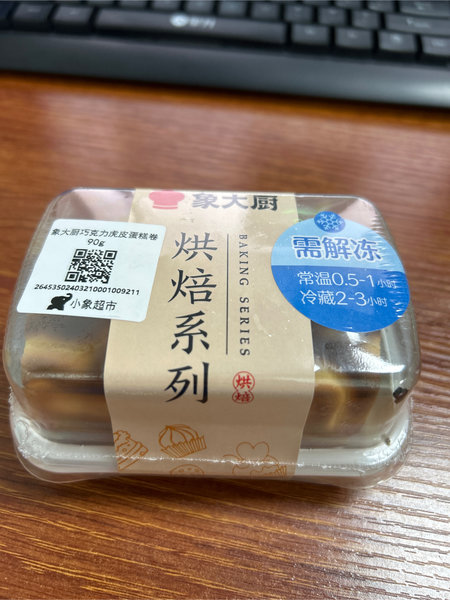 象大厨
象大厨巧克力虎皮蛋糕卷
90g
26453502403210001009211
小象超市
烘焙系列
BAKING SERIES
烘焙
需解冻
常温0.5-1小时
冷藏2-3小时